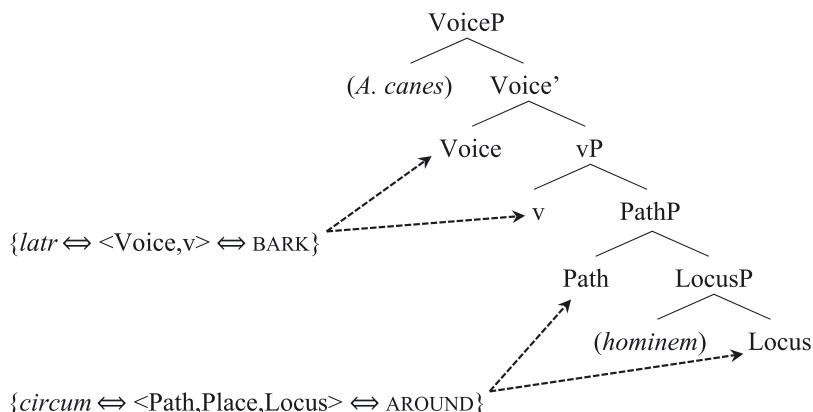 VoiceP
(A. canes) Voice’
Voice vP
v PathP
{latr ⇔ <Voice,v> ⇔ BARK}
Path LocusP
(hominem) Locus
{circum ⇔ <Path,Place,Locus> ⇔ AROUND}